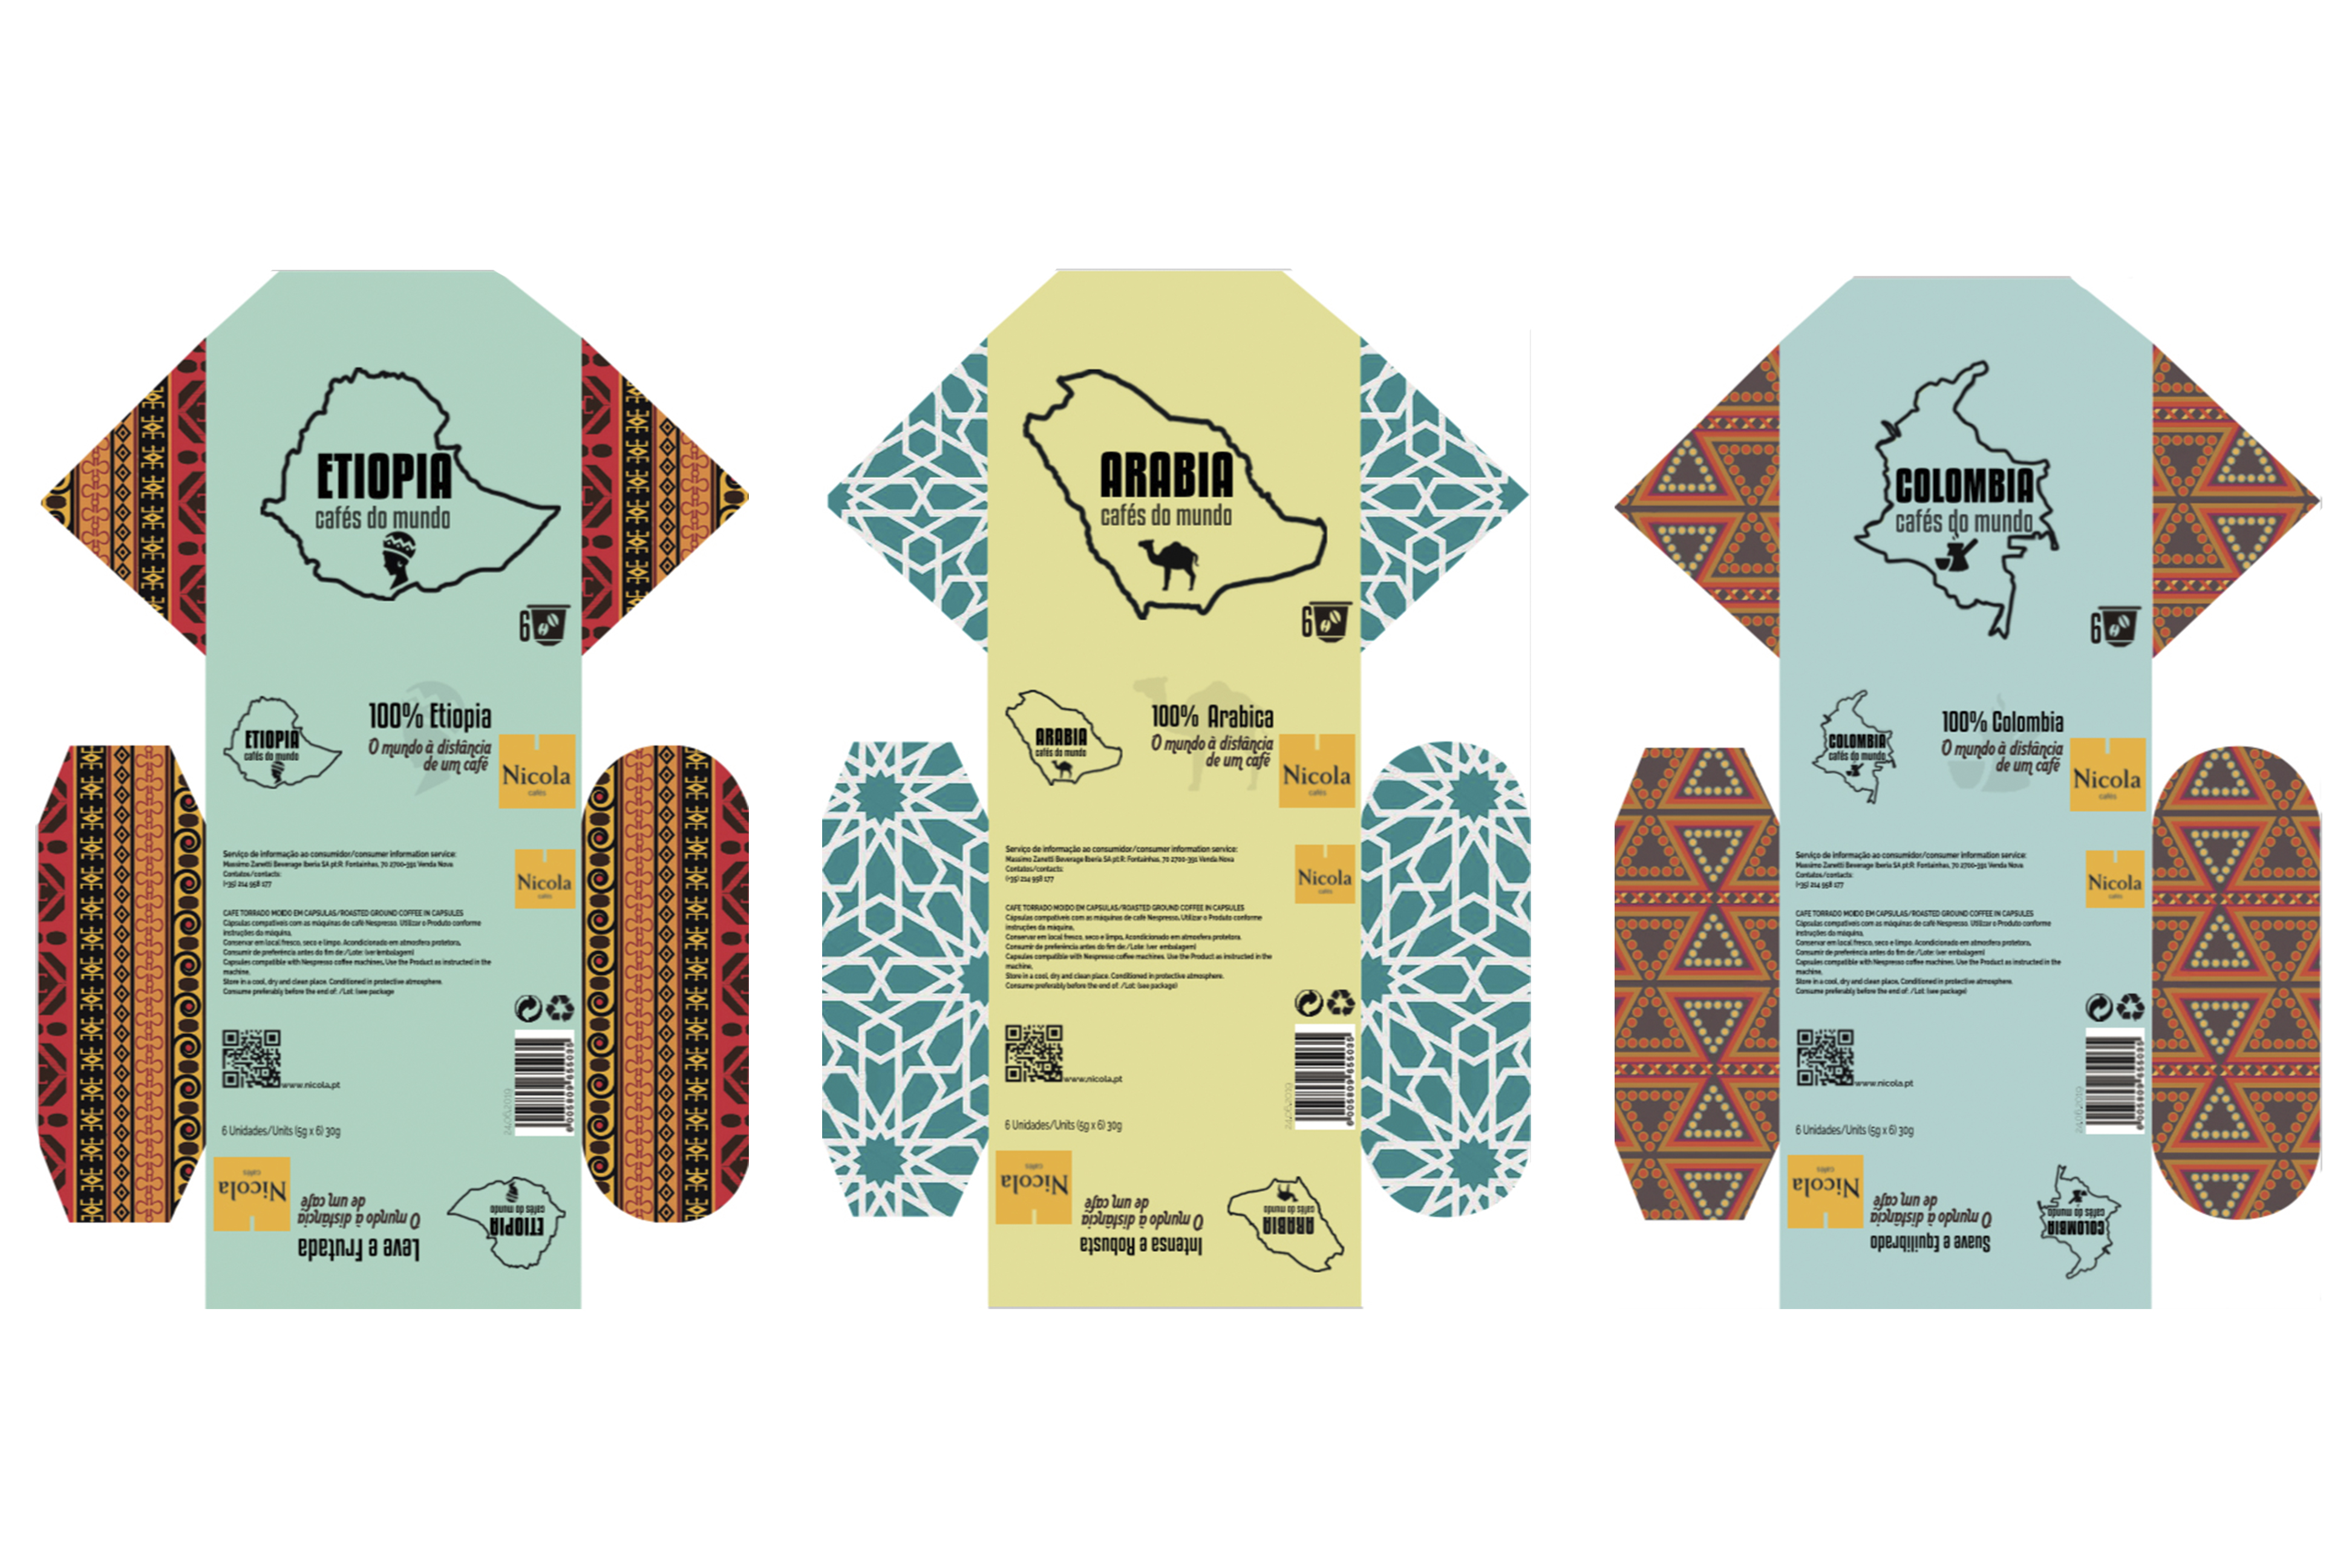 ETIOPIA
cafés do mundo
6
ETIOPIA
cafés do mundo
100% Etiopia
O mundo à distância
de um café
Nicola
cafés
Serviço de informação ao consumidor/consumer information service:
Massimo Zanetti Beverage Iberia SA pt:R: Fontainhas, 70 2700-391 Venda Nova
Contatos/contacts:
(+35) 214 958 177
Nicola
cafés
CAFE TORRADO MOIDO EM CAPSULAS/ROASTED GROUND COFFEE IN CAPSULES
Cápsulas compatíveis com as máquinas de café Nespresso. Utilizar o Produto conforme
instruções da máquina.
Conservar em local fresco, seco e limpo. Acondicionado em atmosfera protetora.
Consumir de preferência antes do fim de:/Lote: (ver embalagem)
Capsules compatible with Nespresso coffee machines. Use the Product as instructed in the
machine.
Store in a cool, dry and clean place. Conditioned in protective atmosphere.
Consume preferably before the end of: /Lot: (see package
www.nicola.pt
6 Unidades/Units (5g x 6) 30g
Nicola
cafés
ETIOPIA
cafés do mundo
Leve e Frutada
O mundo à distância
de um café
ARABIA
cafés do mundo
6
ARABIA
cafés do mundo
100% Arabica
O mundo à distância
de um café
Nicola
cafés
Serviço de informação ao consumidor/consumer information service:
Massimo Zanetti Beverage Iberia SA pt:R: Fontainhas, 70 2700-391 Venda Nova
Contatos/contacts:
(+35) 214 958 177
Nicola
cafés
CAFE TORRADO MOIDO EM CAPSULAS/ROASTED GROUND COFFEE IN CAPSULES
Cápsulas compatíveis com as máquinas de café Nespresso. Utilizar o Produto conforme
instruções da máquina.
Conservar em local fresco, seco e limpo. Acondicionado em atmosfera protetora.
Consumir de preferência antes do fim de:/Lote: (ver embalagem)
Capsules compatible with Nespresso coffee machines. Use the Product as instructed in the
machine.
Store in a cool, dry and clean place. Conditioned in protective atmosphere.
Consume preferably before the end of: /Lot: (see package)
www.nicola.pt
6 Unidades/Units (5g x 6) 30g
Nicola
cafés
ARABIA
cafés do mundo
Intensa e Robusta
O mundo à distância
de um café
COLOMBIA
cafés do mundo
6
COLOMBIA
cafés do mundo
100% Colombia
O mundo à distância
de um café
Nicola
cafés
Serviço de informação ao consumidor/consumer information service:
Massimo Zanetti Beverage Iberia SA pt:R: Fontainhas, 70 2700-391 Venda Nova
Contatos/contacts:
(+35) 214 958 177
Nicola
cafés
CAFE TORRADO MOIDO EM CAPSULAS/ROASTED GROUND COFFEE IN CAPSULES
Cápsulas compatíveis com as máquinas de café Nespresso. Utilizar o Produto conforme
instruções da máquina.
Conservar em local fresco, seco e limpo. Acondicionado em atmosfera protetora.
Consumir de preferência antes do fim de:/Lote: (ver embalagem)
Capsules compatible with Nespresso coffee machines. Use the Product as instructed in the
machine.
Store in a cool, dry and clean place. Conditioned in protective atmosphere.
Consume preferably before the end of: /Lot: (see package)
www.nicola.pt
6 Unidades/Units (5g x 6) 30g
Nicola
cafés
COLOMBIA
cafés do mundo
Suave e Equilibrado
O mundo à distância
de um café